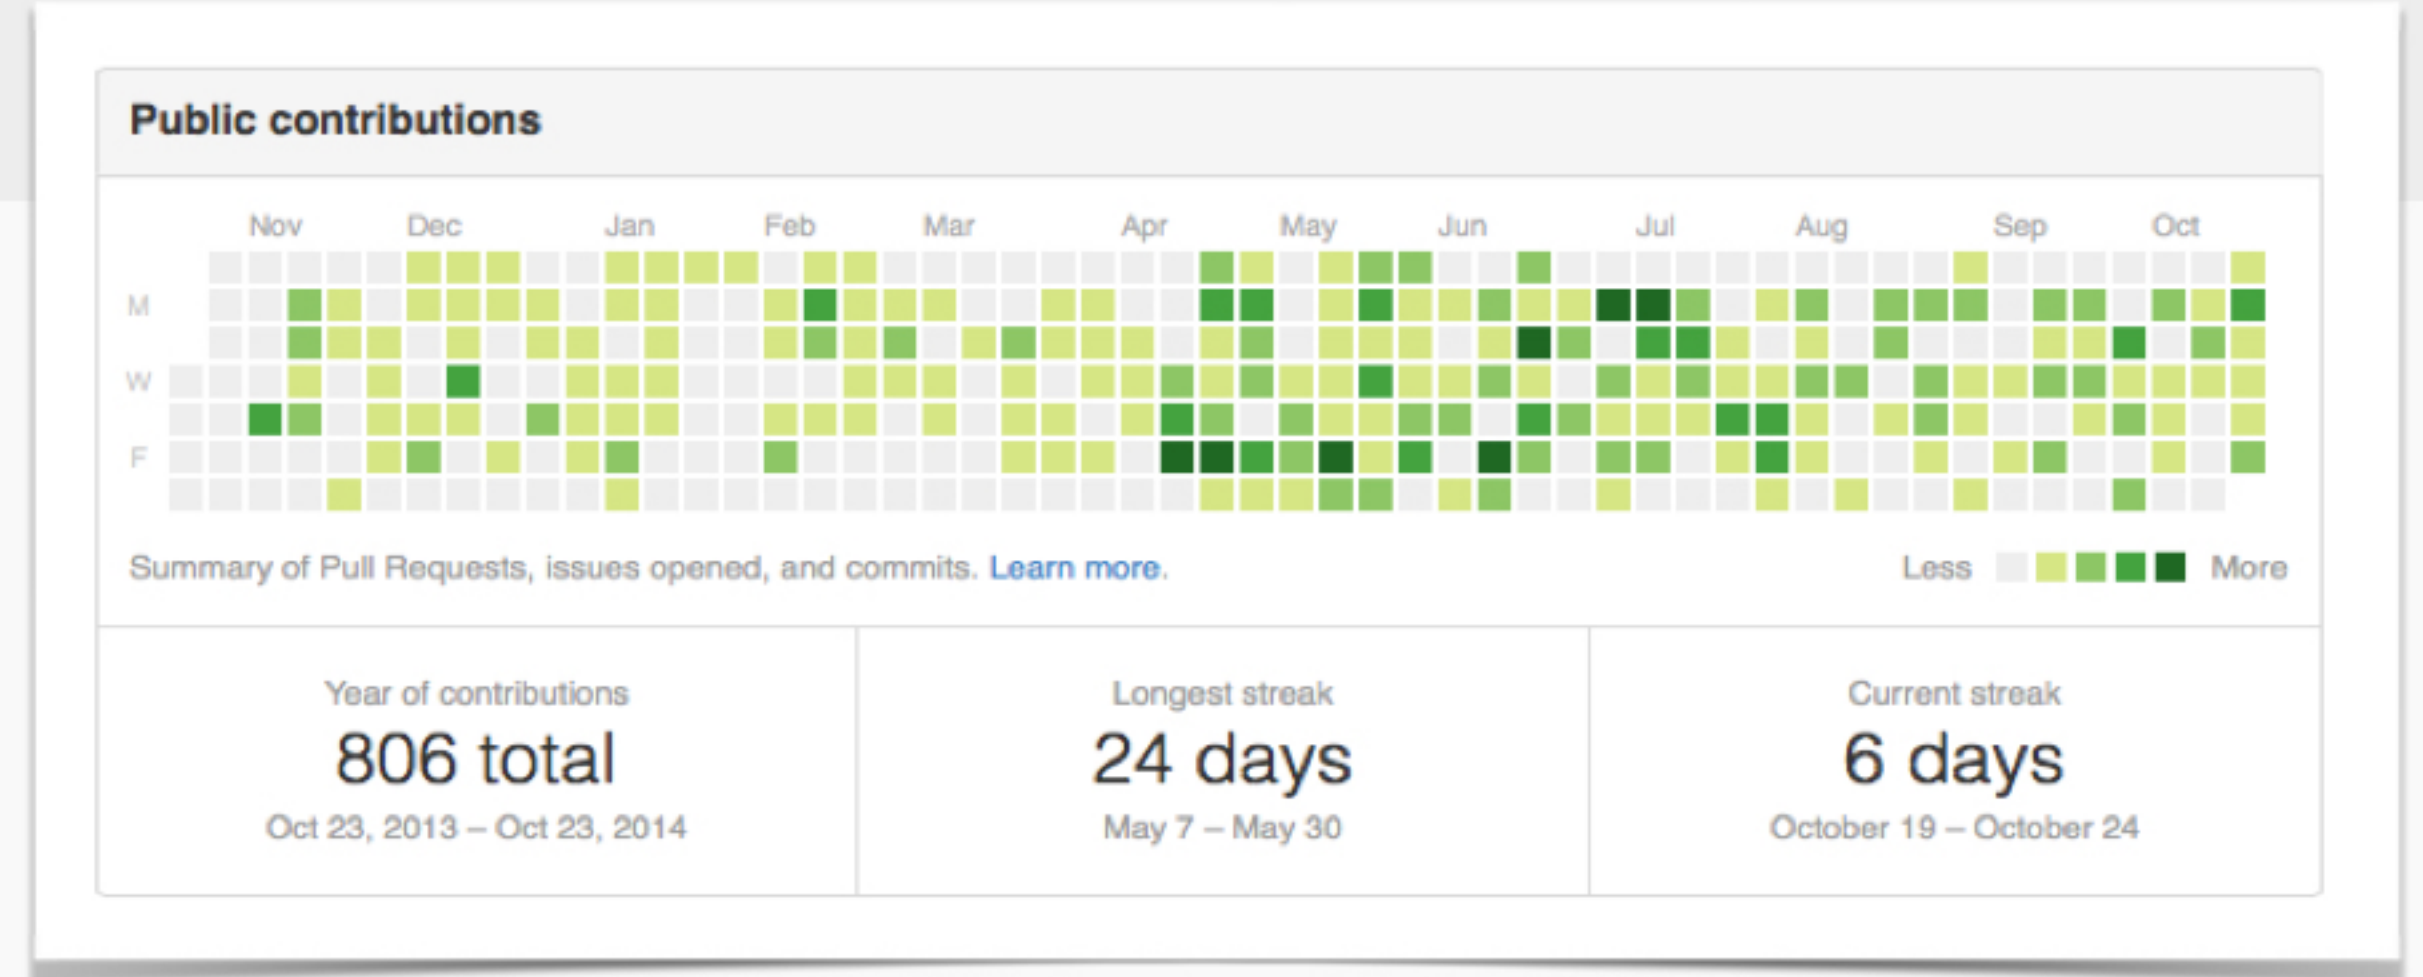 Public contributions
Nov Dec Jan Feb Mar Apr May Jun Jul Aug Sep Oct
M
W
F
Summary of Pull Requests, issues opened, and commits. Learn more.
Less More
Year of contributions
806 total
Oct 23, 2013 – Oct 23, 2014
Longest streak
24 days
May 7 – May 30
Current streak
6 days
October 19 – October 24